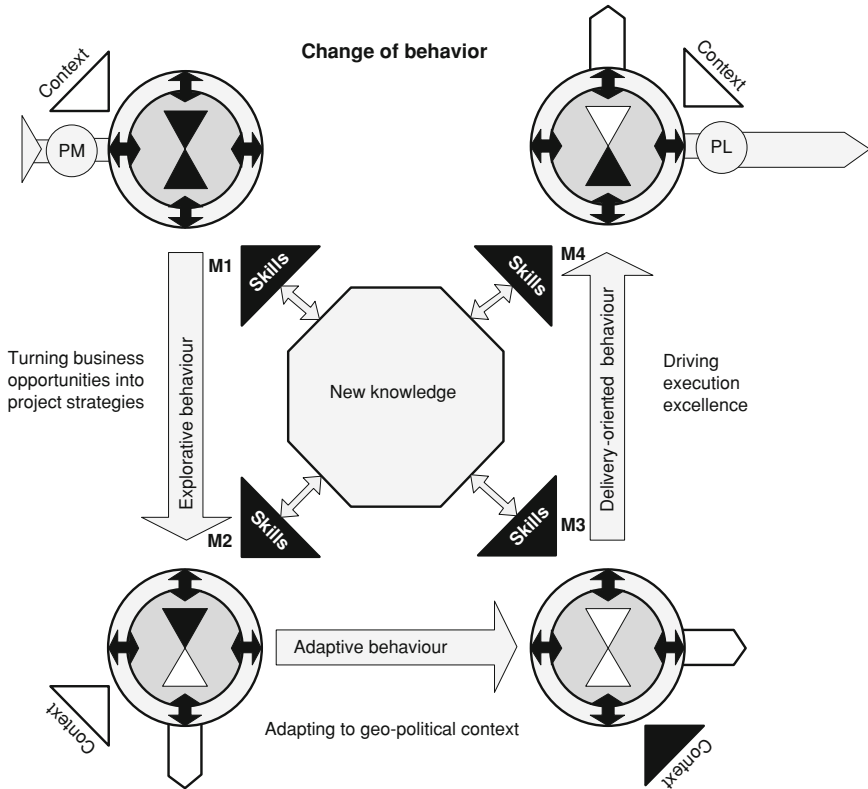 Change of behavior
Context
Context
PM
PL
M1
Skills
Skills
M4
Turning business
opportunities into
project strategies
Explorative behaviour
New knowledge
Delivery-oriented behaviour
Driving
execution
excellence
M2
Skills
Skills
M3
Adaptive behaviour
Context
Adapting to geo-political context
Context